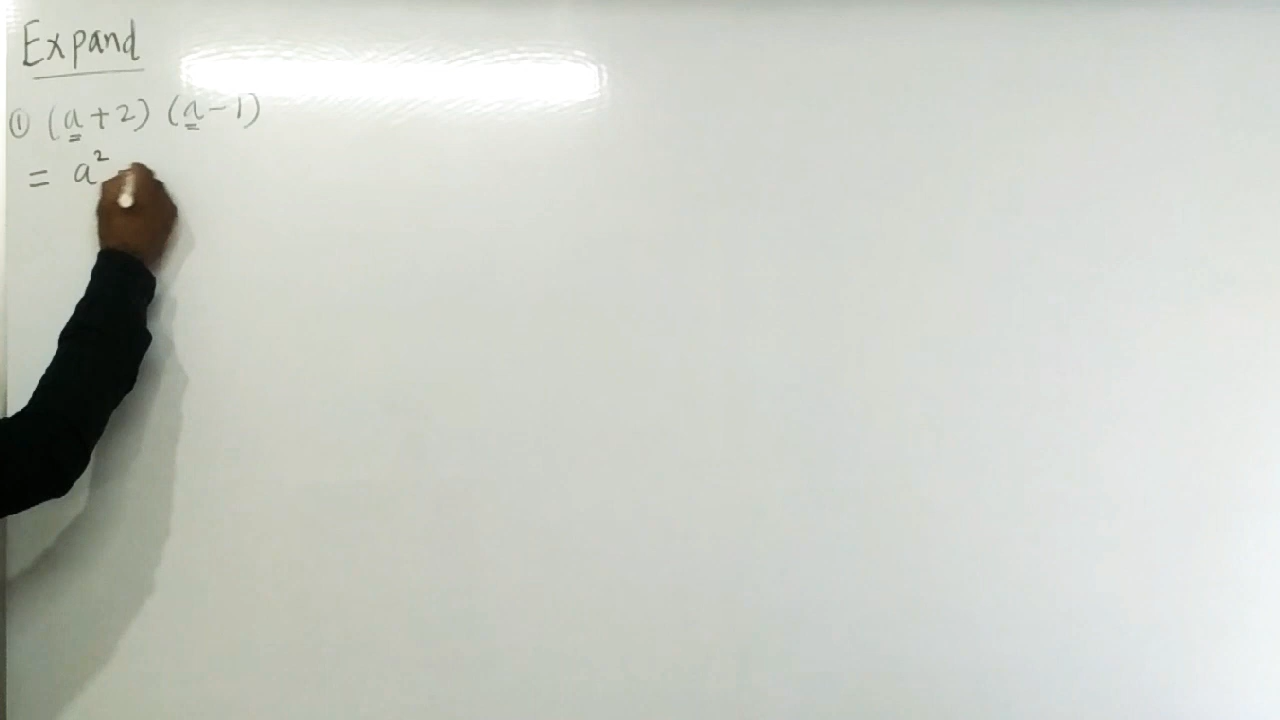 Expand
① (a+2) (a-1)
= a²